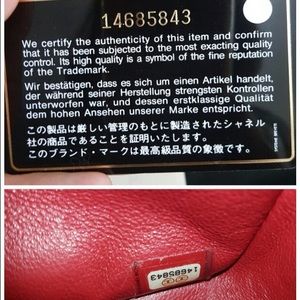 14685843
We certify the authenticity of this item and confirm
that it has been subjected to the most exacting quality
control. Its high quality is a symbol of the fine reputation
of the Trademark.
Wir bestätigen, dass es sich um einen Artikel handelt,
der während seiner Herstellung strengsten Kontrollen
unterworfen war, und dessen erstklassige Qualität
dem hohen Ansehen unserer Marke entspricht.
この製品は厳しい管理のもとに製造されたシャネル
社の商品であることを証明いたします。
このブランド・マークは最高級品質の象徴です。
14685843